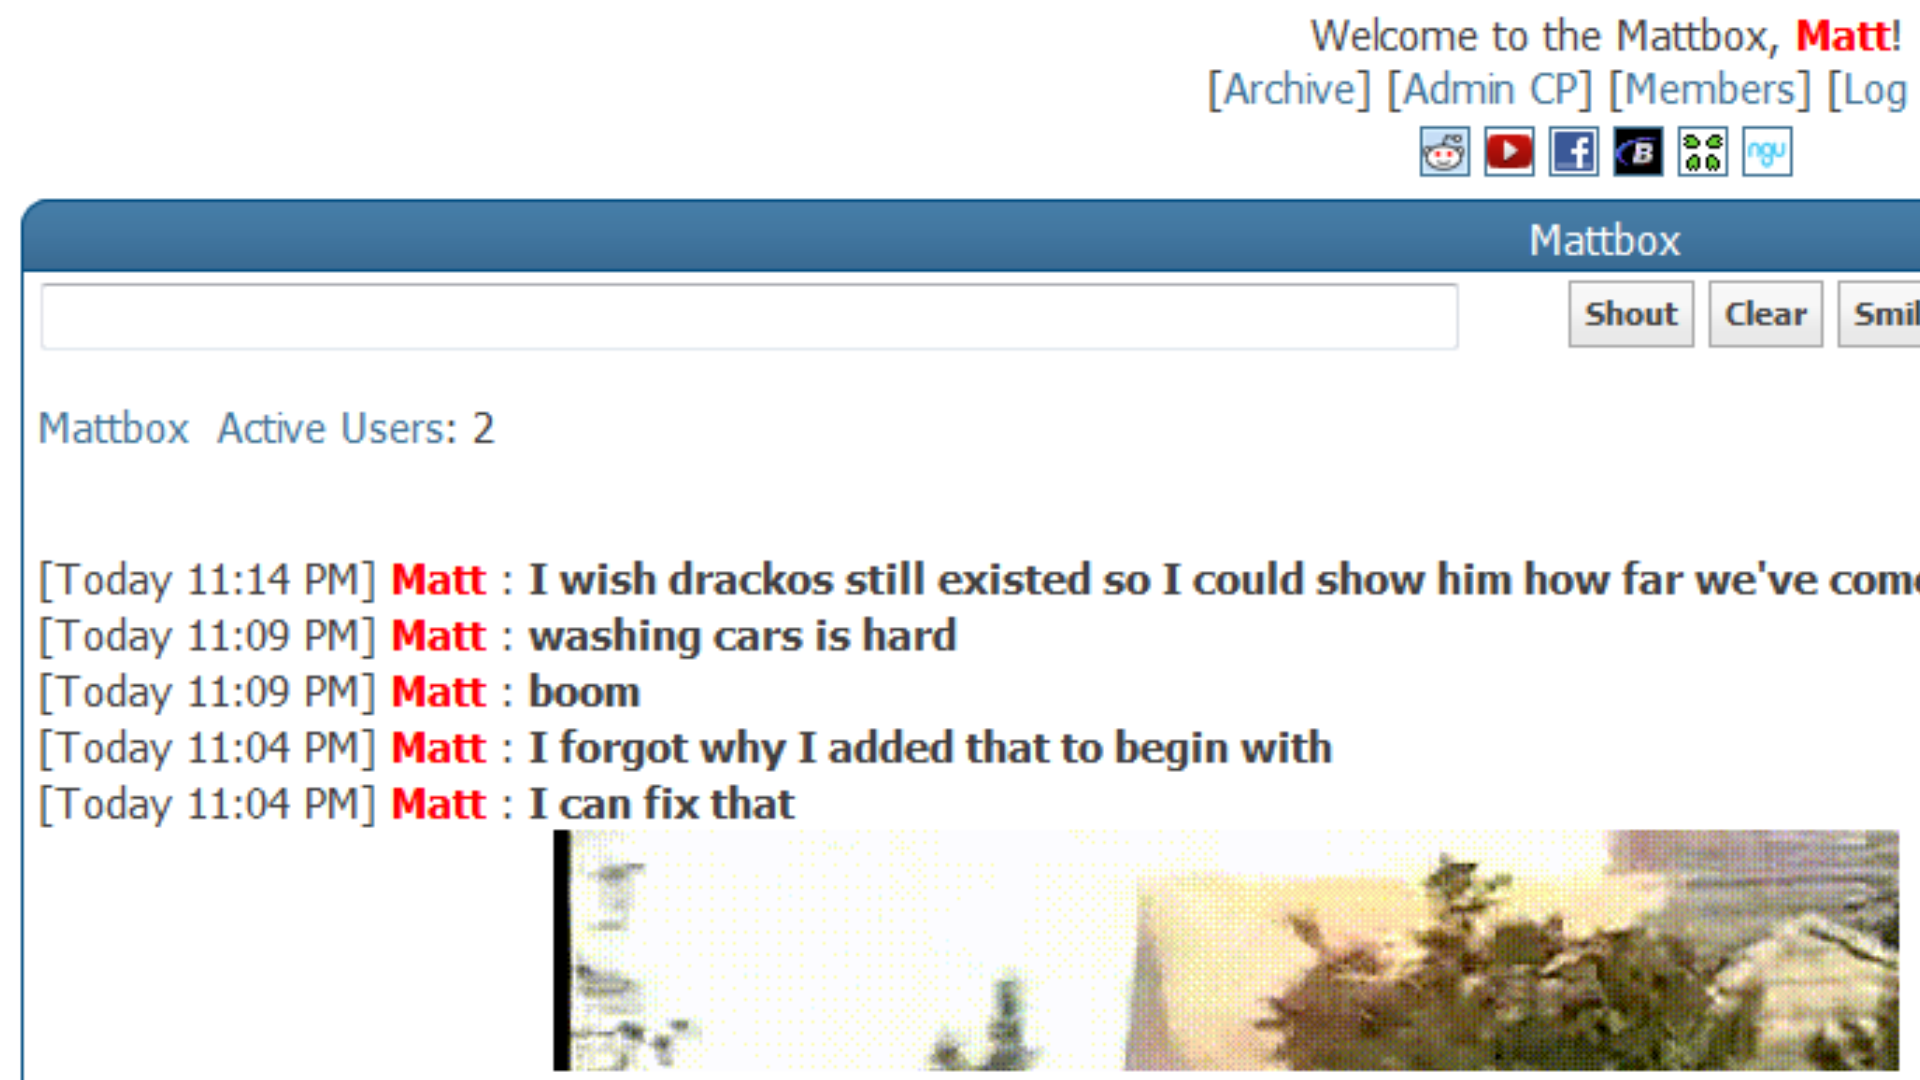 Welcome to the Mattbox, Matt!
[Archive] [Admin CP] [Members] [Log
B ngu
Mattbox
Shout Clear Smil
Mattbox Active Users: 2
[Today 11:14 PM] Matt : I wish drackos still existed so I could show him how far we've come
[Today 11:09 PM] Matt : washing cars is hard
[Today 11:09 PM] Matt : boom
[Today 11:04 PM] Matt : I forgot why I added that to begin with
[Today 11:04 PM] Matt : I can fix that